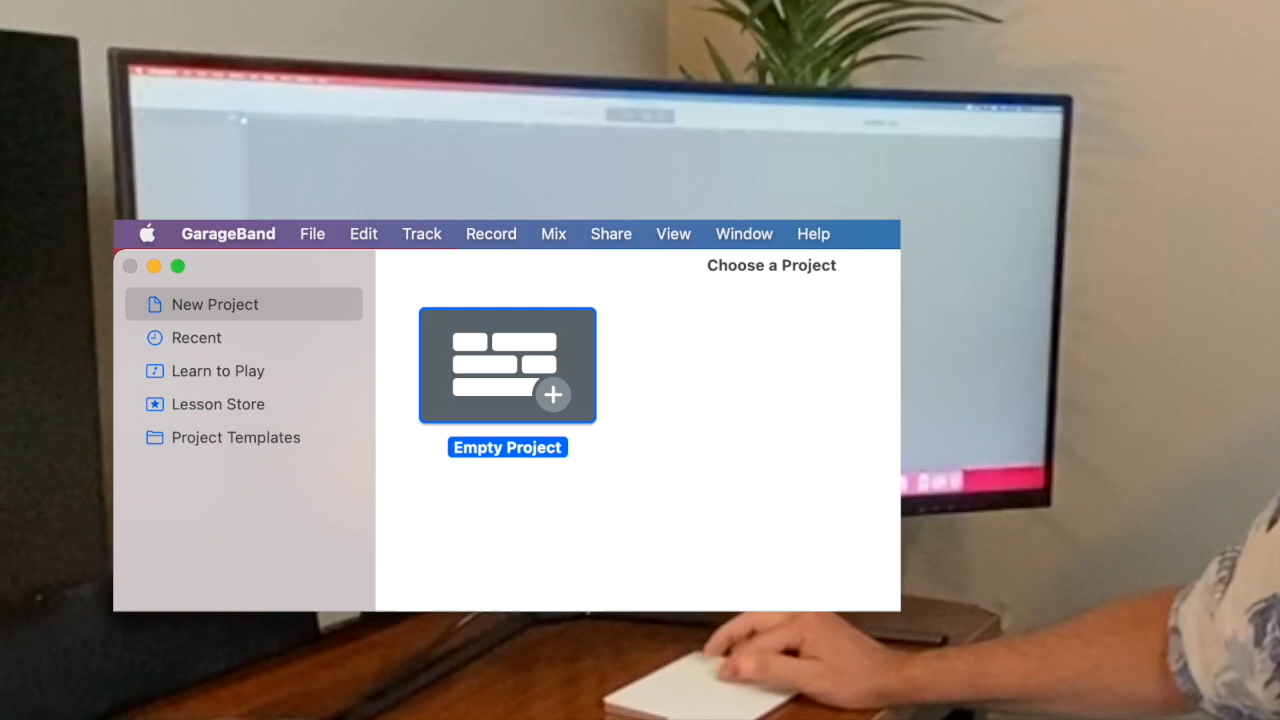 GarageBand File Edit Track Record Mix Share View Window Help
Choose a Project
New Project
Recent
Learn to Play
Lesson Store
Project Templates
Empty Project